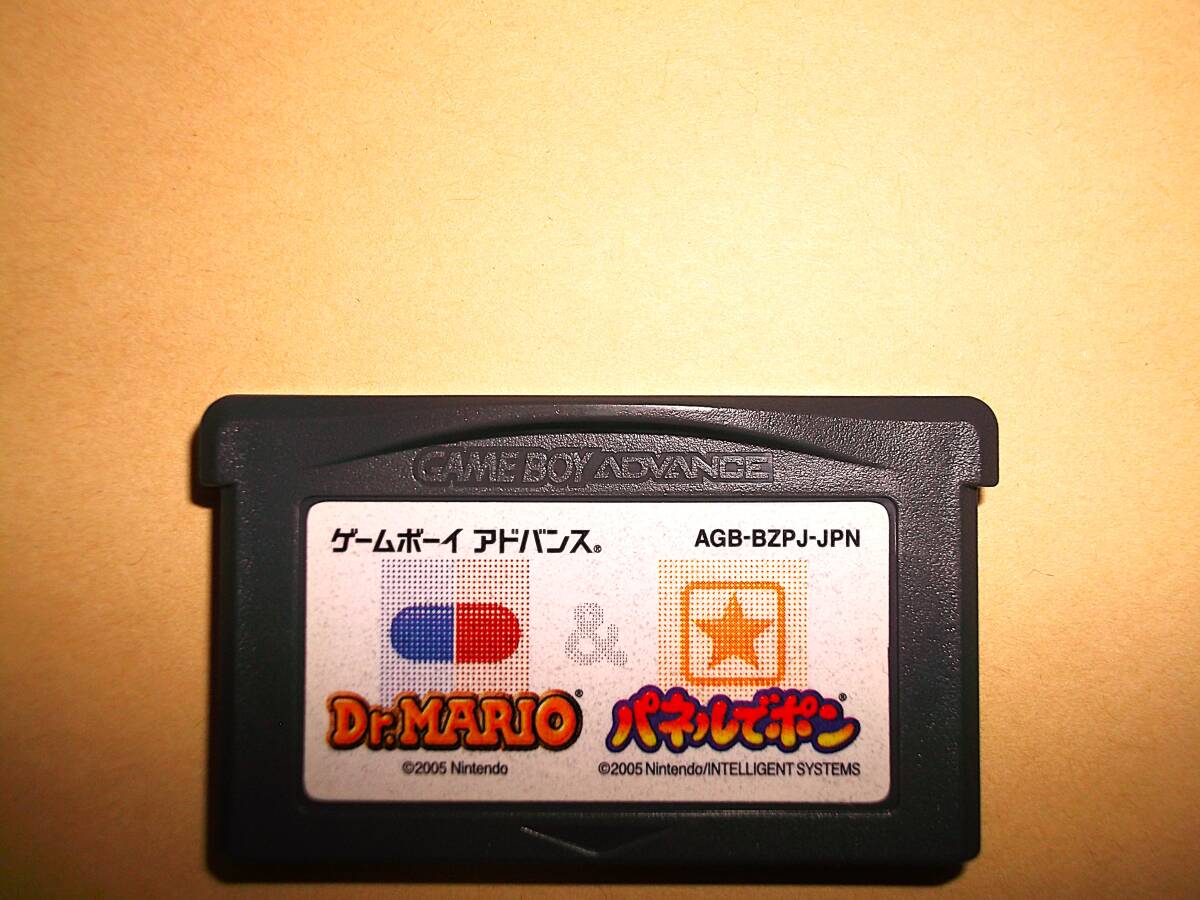 GAME BOY ADVANCE
ゲームボーイ アドバンス®
AGB-BZPJ-JPN
&
Dr.MARIO®
パネルでポン®
©2005 Nintendo
©2005 Nintendo/INTELLIGENT SYSTEMS